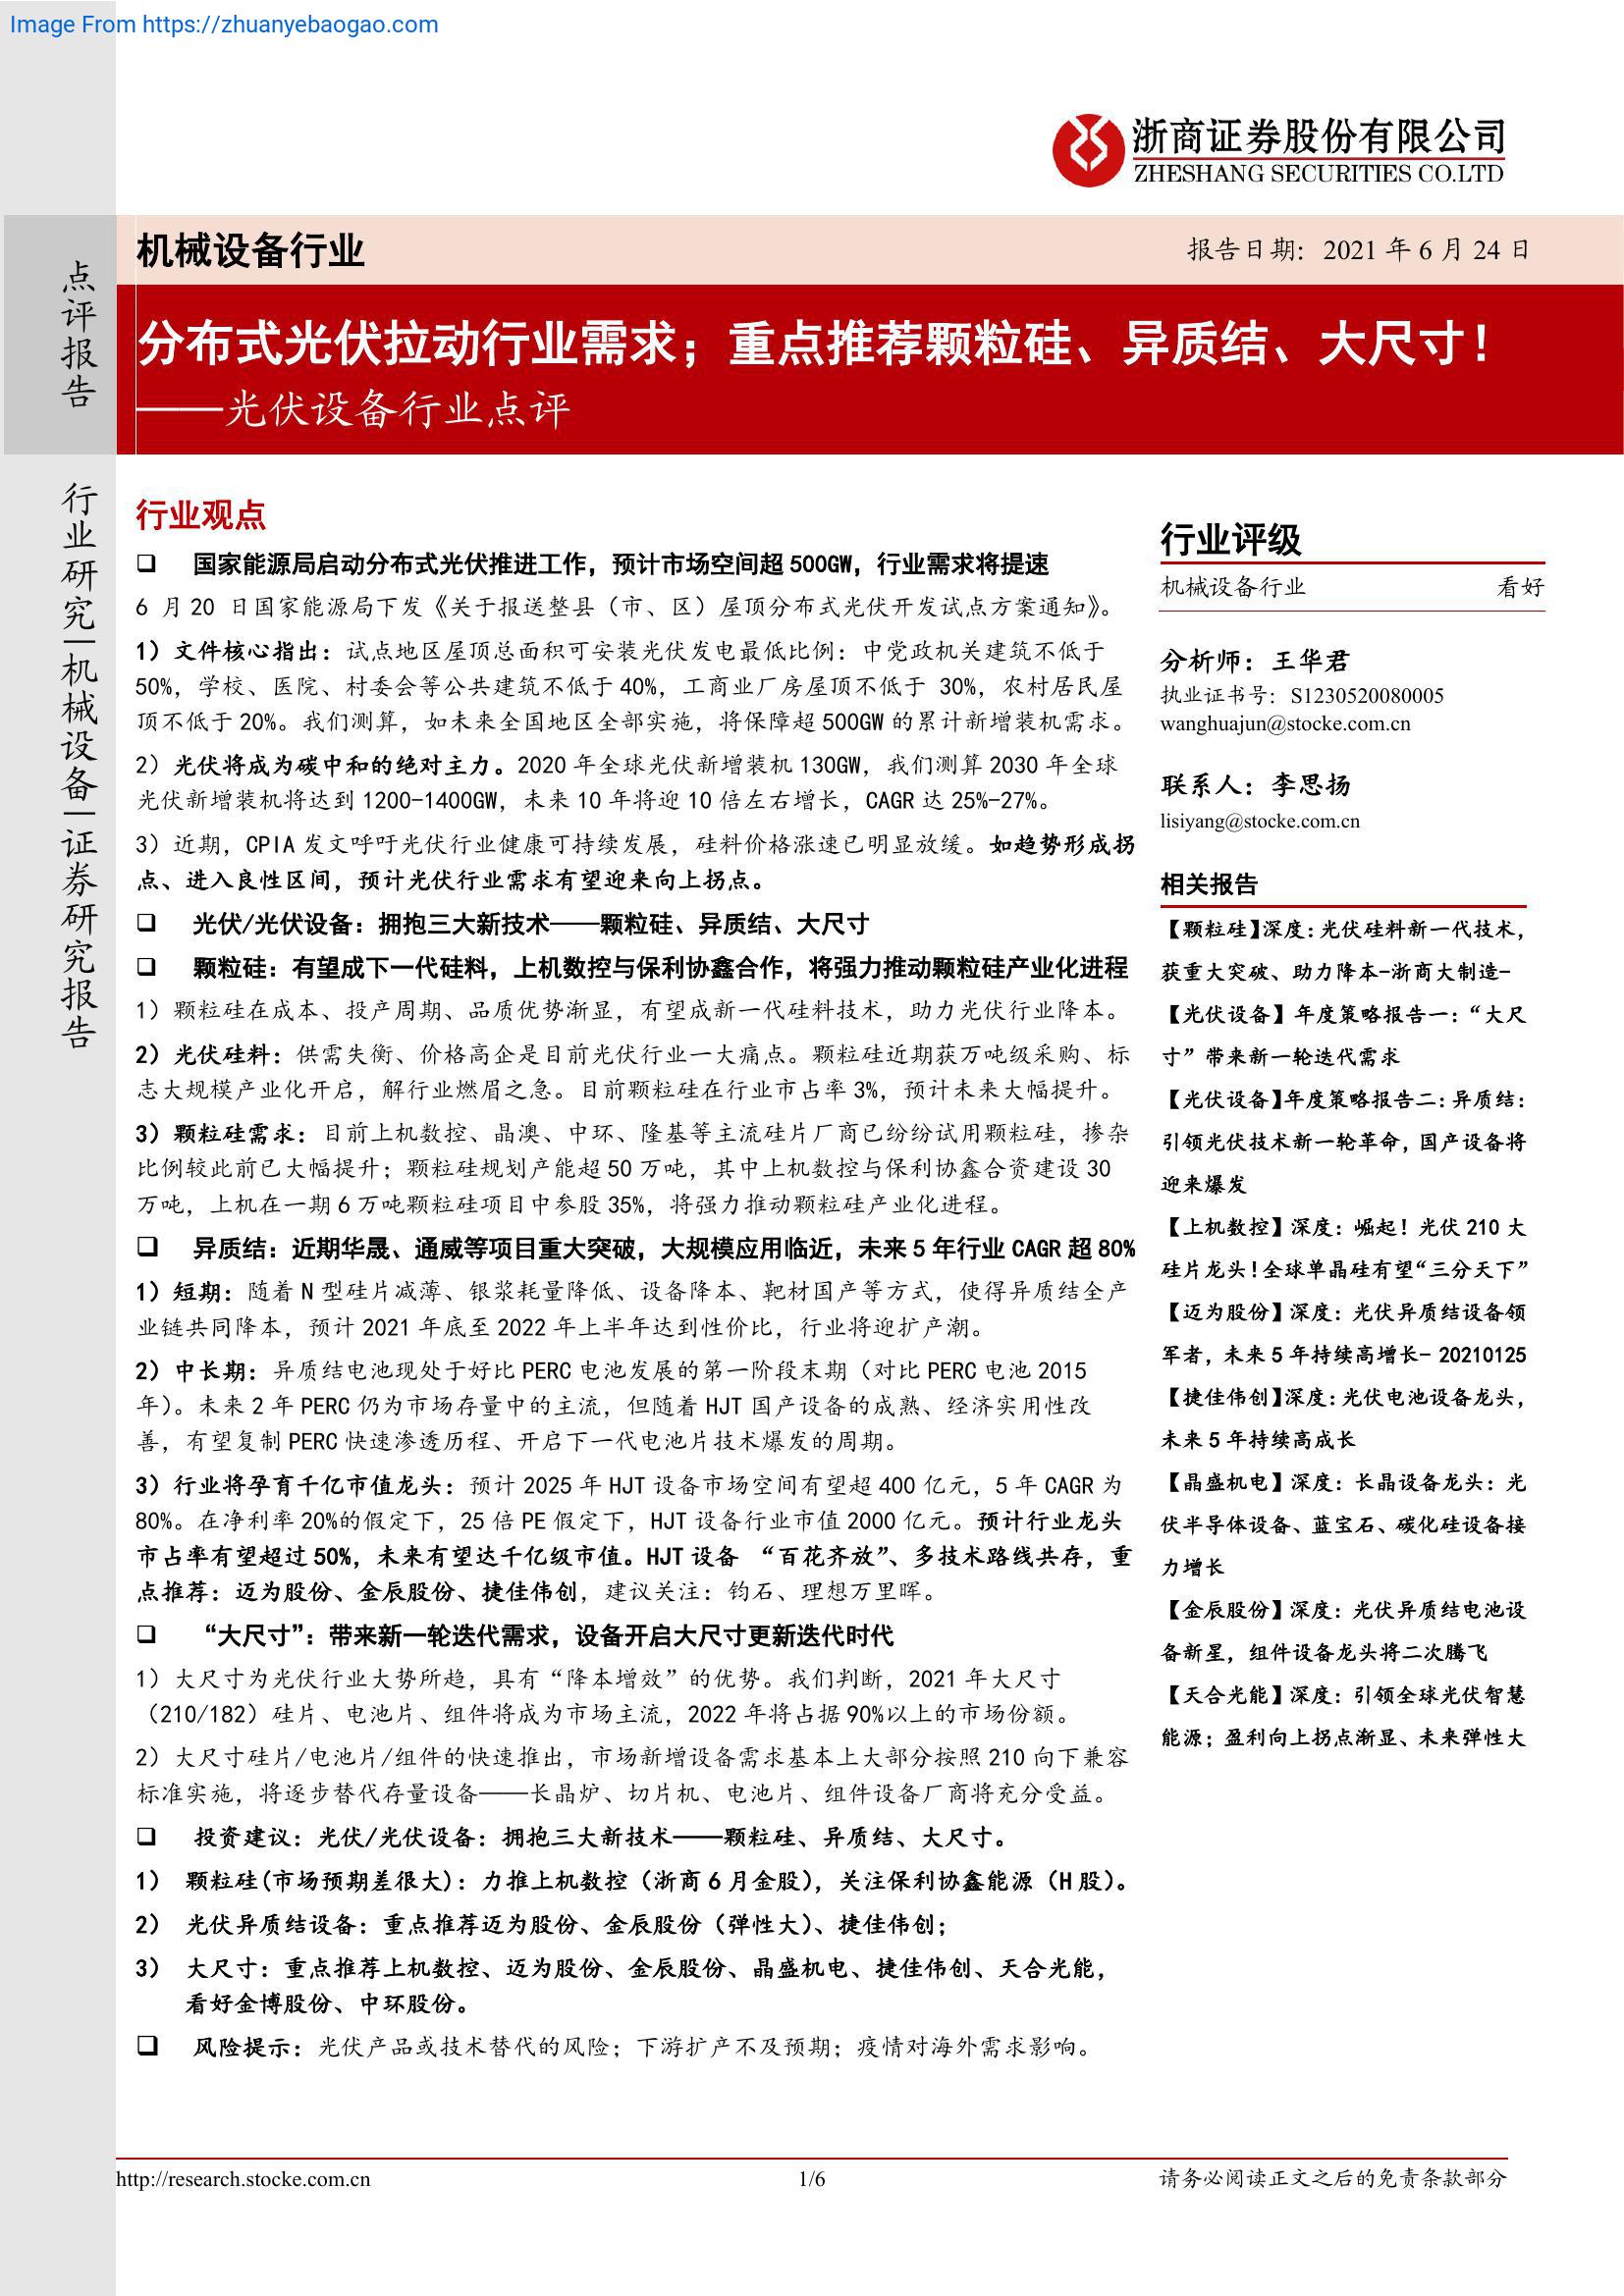 Image From https://zhuanyebaogao.com
浙商证券股份有限公司
ZHESHANG SECURITIES CO.LTD
点评报告
行业研究|机械设备|证券研究报告
机械设备行业
报告日期：2021 年 6 月 24 日
分布式光伏拉动行业需求；重点推荐颗粒硅、异质结、大尺寸！
——光伏设备行业点评
行业观点
❑ 国家能源局启动分布式光伏推进工作，预计市场空间超 500GW，行业需求将提速
6 月 20 日国家能源局下发《关于报送整县（市、区）屋顶分布式光伏开发试点方案通知》。
1）文件核心指出：试点地区屋顶总面积可安装光伏发电最低比例：中党政机关建筑不低于
50%，学校、医院、村委会等公共建筑不低于 40%，工商业厂房屋顶不低于 30%，农村居民屋
顶不低于 20%。我们测算，如未来全国地区全部实施，将保障超 500GW 的累计新增装机需求。
2）光伏将成为碳中和的绝对主力。2020 年全球光伏新增装机 130GW，我们测算 2030 年全球
光伏新增装机将达到 1200-1400GW，未来 10 年将迎 10 倍左右增长，CAGR 达 25%-27%。
3）近期，CPIA 发文呼吁光伏行业健康可持续发展，硅料价格涨速已明显放缓。如趋势形成拐
点、进入良性区间，预计光伏行业需求有望迎来向上拐点。
❑ 光伏/光伏设备：拥抱三大新技术——颗粒硅、异质结、大尺寸
❑ 颗粒硅：有望成下一代硅料，上机数控与保利协鑫合作，将强力推动颗粒硅产业化进程
1）颗粒硅在成本、投产周期、品质优势渐显，有望成新一代硅料技术，助力光伏行业降本。
2）光伏硅料：供需失衡、价格高企是目前光伏行业一大痛点。颗粒硅近期获万吨级采购、标
志大规模产业化开启，解行业燃眉之急。目前颗粒硅在行业市占率 3%，预计未来大幅提升。
3）颗粒硅需求：目前上机数控、晶澳、中环、隆基等主流硅片厂商已纷纷试用颗粒硅，掺杂
比例较此前已大幅提升；颗粒硅规划产能超 50 万吨，其中上机数控与保利协鑫合资建设 30
万吨，上机在一期 6 万吨颗粒硅项目中参股 35%，将强力推动颗粒硅产业化进程。
❑ 异质结：近期华晟、通威等项目重大突破，大规模应用临近，未来 5 年行业 CAGR 超 80%
1）短期：随着 N 型硅片减薄、银浆耗量降低、设备降本、靶材国产等方式，使得异质结全产
业链共同降本，预计 2021 年底至 2022 年上半年达到性价比，行业将迎扩产潮。
2）中长期：异质结电池现处于好比 PERC 电池发展的第一阶段末期（对比 PERC 电池 2015
年）。未来 2 年 PERC 仍为市场存量中的主流，但随着 HJT 国产设备的成熟、经济实用性改
善，有望复制 PERC 快速渗透历程、开启下一代电池片技术爆发的周期。
3）行业将孕育千亿市值龙头：预计 2025 年 HJT 设备市场空间有望超 400 亿元，5 年 CAGR 为
80%。在净利率 20%的假定下，25 倍 PE 假定下，HJT 设备行业市值 2000 亿元。预计行业龙头
市占率有望超过 50%，未来有望达千亿级市值。HJT 设备 “百花齐放”、多技术路线共存，重
点推荐：迈为股份、金辰股份、捷佳伟创，建议关注：钧石、理想万里晖。
❑ “大尺寸”：带来新一轮迭代需求，设备开启大尺寸更新迭代时代
1）大尺寸为光伏行业大势所趋，具有“降本增效”的优势。我们判断，2021 年大尺寸
（210/182）硅片、电池片、组件将成为市场主流，2022 年将占据 90%以上的市场份额。
2）大尺寸硅片/电池片/组件的快速推出，市场新增设备需求基本上大部分按照 210 向下兼容
标准实施，将逐步替代存量设备——长晶炉、切片机、电池片、组件设备厂商将充分受益。
❑ 投资建议：光伏/光伏设备：拥抱三大新技术——颗粒硅、异质结、大尺寸。
1） 颗粒硅(市场预期差很大)：力推上机数控（浙商 6 月金股），关注保利协鑫能源（H 股）。
2） 光伏异质结设备：重点推荐迈为股份、金辰股份（弹性大）、捷佳伟创；
3） 大尺寸：重点推荐上机数控、迈为股份、金辰股份、晶盛机电、捷佳伟创、天合光能，
看好金博股份、中环股份。
❑ 风险提示：光伏产品或技术替代的风险；下游扩产不及预期；疫情对海外需求影响。
行业评级
机械设备行业 看好
分析师：王华君
执业证书号：S1230520080005
wanghuajun@stocke.com.cn
联系人：李思扬
lisiyang@stocke.com.cn
相关报告
【颗粒硅】深度：光伏硅料新一代技术，
获重大突破、助力降本-浙商大制造-
【光伏设备】年度策略报告一：“大尺
寸”带来新一轮迭代需求
【光伏设备】年度策略报告二：异质结：
引领光伏技术新一轮革命，国产设备将
迎来爆发
【上机数控】深度：崛起！光伏 210 大
硅片龙头！全球单晶硅有望“三分天下”
【迈为股份】深度：光伏异质结设备领
军者，未来 5 年持续高增长- 20210125
【捷佳伟创】深度：光伏电池设备龙头，
未来 5 年持续高成长
【晶盛机电】深度：长晶设备龙头：光
伏半导体设备、蓝宝石、碳化硅设备接
力增长
【金辰股份】深度：光伏异质结电池设
备新星，组件设备龙头将二次腾飞
【天合光能】深度：引领全球光伏智慧
能源；盈利向上拐点渐显、未来弹性大
http://research.stocke.com.cn
1/6
请务必阅读正文之后的免责条款部分